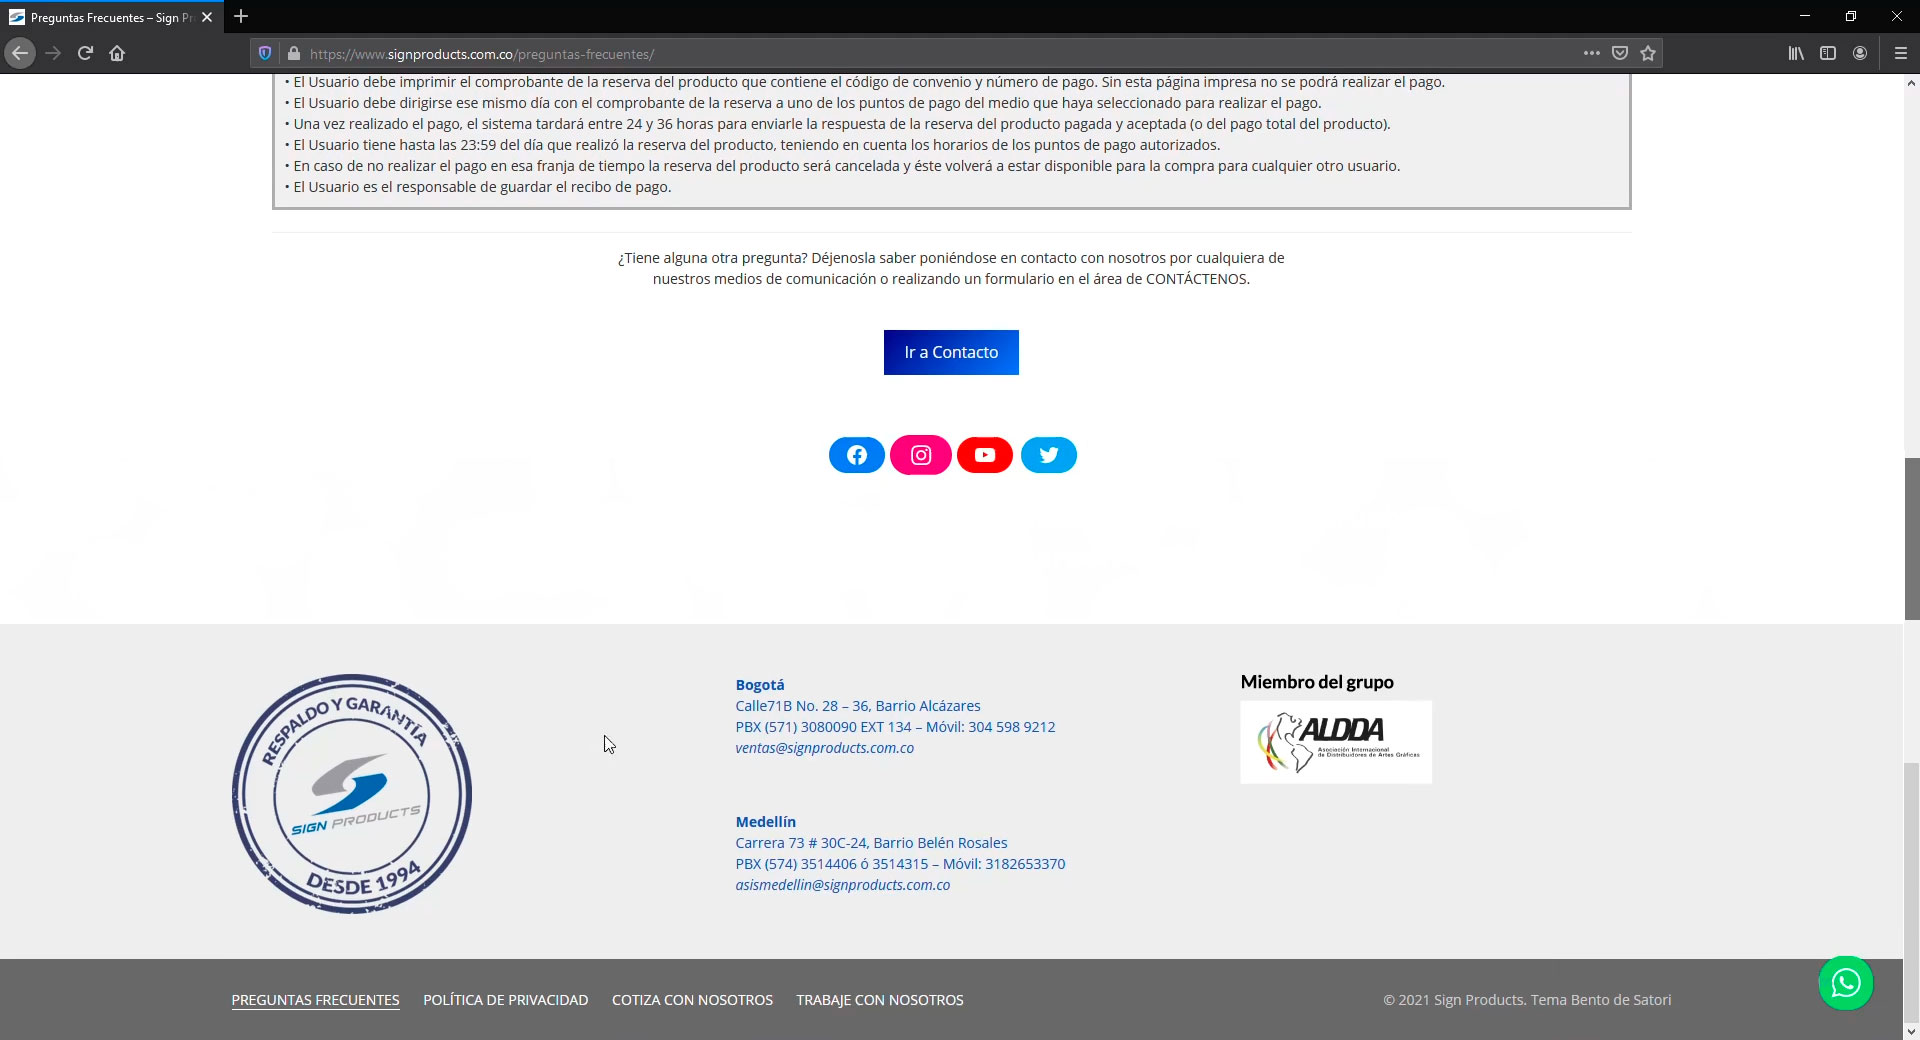 Preguntas Frecuentes – Sign Pr
https://www.signproducts.com.co/preguntas-frecuentes/
• El Usuario debe imprimir el comprobante de la reserva del producto que contiene el código de convenio y número de pago. Sin esta página impresa no se podrá realizar el pago.
• El Usuario debe dirigirse ese mismo día con el comprobante de la reserva a uno de los puntos de pago del medio que haya seleccionado para realizar el pago.
• Una vez realizado el pago, el sistema tardará entre 24 y 36 horas para enviarle la respuesta de la reserva del producto pagada y aceptada (o del pago total del producto).
• El Usuario tiene hasta las 23:59 del día que realizó la reserva del producto, teniendo en cuenta los horarios de los puntos de pago autorizados.
• En caso de no realizar el pago en esa franja de tiempo la reserva del producto será cancelada y éste volverá a estar disponible para la compra para cualquier otro usuario.
• El Usuario es el responsable de guardar el recibo de pago.
¿Tiene alguna otra pregunta? Déjenosla saber poniéndose en contacto con nosotros por cualquiera de
nuestros medios de comunicación o realizando un formulario en el área de CONTÁCTENOS.
Ir a Contacto
RESPALDO Y GARANTÍA
SIGN PRODUCTS
DESDE 1994
Bogotá
Calle71B No. 28 – 36, Barrio Alcázares
PBX (571) 3080090 EXT 134 – Móvil: 304 598 9212
ventas@signproducts.com.co
Medellín
Carrera 73 # 30C-24, Barrio Belén Rosales
PBX (574) 3514406 ó 3514315 – Móvil: 3182653370
asismedellin@signproducts.com.co
Miembro del grupo
ALDDA
Asociación Internacional
de Distribuidores de Artes Gráficas
PREGUNTAS FRECUENTES POLÍTICA DE PRIVACIDAD COTIZA CON NOSOTROS TRABAJE CON NOSOTROS
© 2021 Sign Products. Tema Bento de Satori